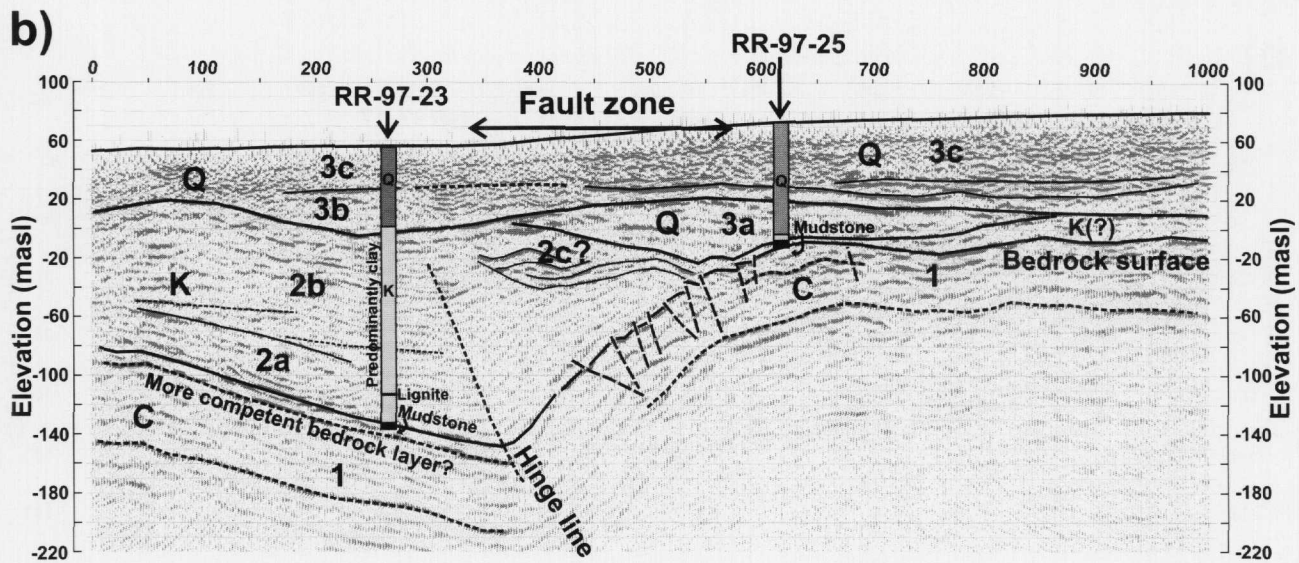 b)
RR-97-25
0 100 200 300 400 500 600 700 800 900 1000
RR-97-23
Fault zone
Elevation (masl)
100
60
20
-20
-60
-100
-140
-180
-220
Q
3c
Q
3b
K
2b
2a
Predominantly clay
K
Lignite
Mudstone
More competent bedrock layer?
C
1
Hinge line
2c?
Q
3a
Q
Mudstone
J
Q
3c
K(?)
Bedrock surface
C
1
100
60
20
-20
-60
-100
-140
-180
-220
Elevation (masl)